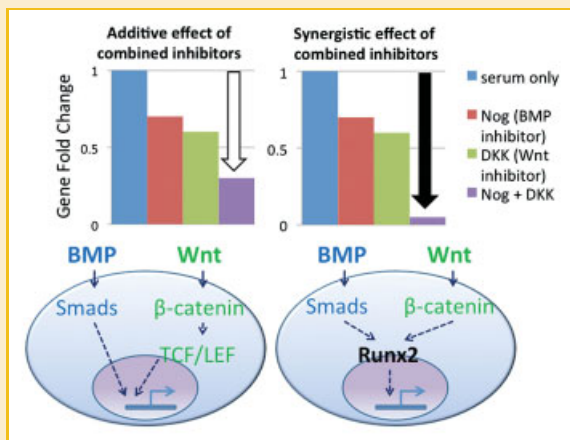 Additive effect of
combined inhibitors
Synergistic effect of
combined inhibitors
Gene Fold Change
1
0.5
0
1
0.5
0
serum only
Nog (BMP
inhibitor)
DKK (Wnt
inhibitor)
Nog + DKK
BMP
Wnt
Smads
β-catenin
TCF/LEF
BMP
Wnt
Smads
β-catenin
Runx2